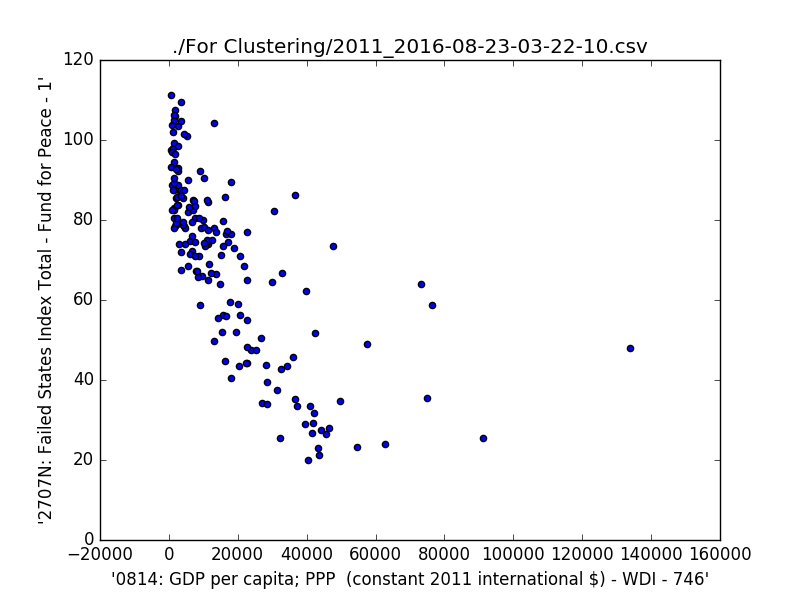 ./For Clustering/2011_2016-08-23-03-22-10.csv
120
100
80
60
40
20
0
'2707N: Failed States Index Total - Fund for Peace - 1'
−20000 0 20000 40000 60000 80000 100000 120000 140000 160000
'0814: GDP per capita; PPP  (constant 2011 international $) - WDI - 746'